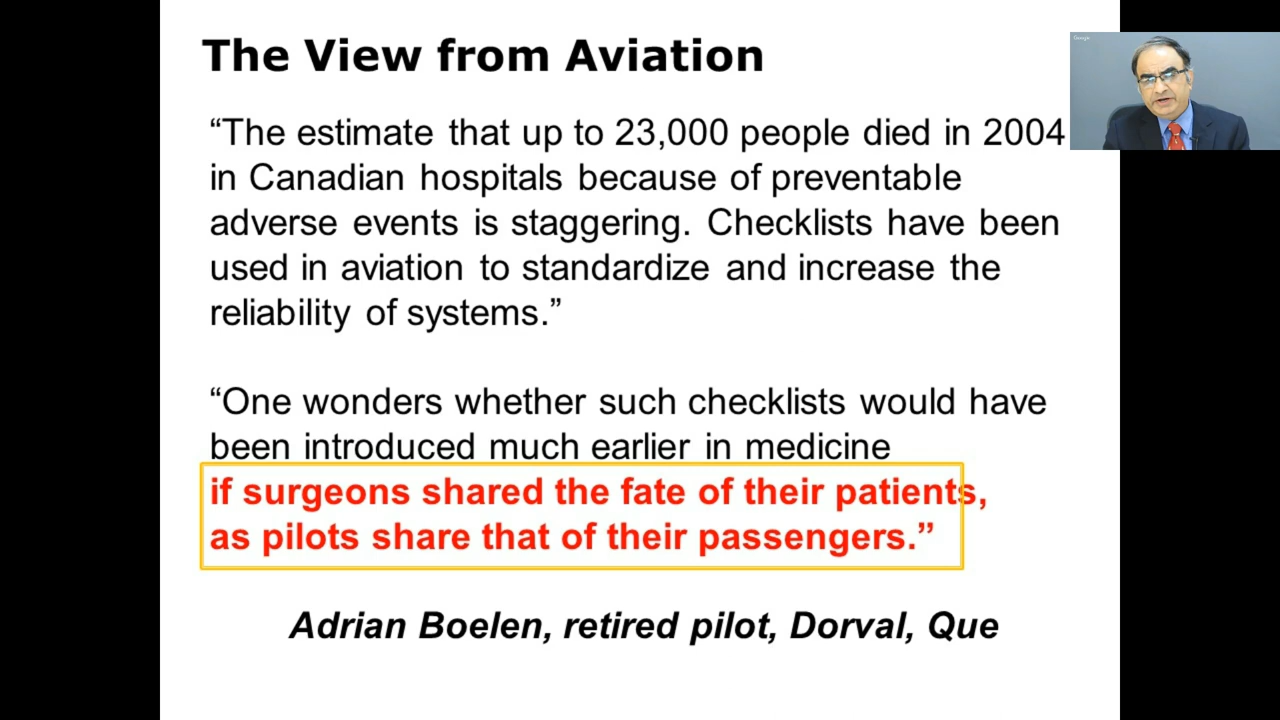 The View from Aviation
Google
“The estimate that up to 23,000 people died in 2004
in Canadian hospitals because of preventable
adverse events is staggering. Checklists have been
used in aviation to standardize and increase the
reliability of systems.”
“One wonders whether such checklists would have
been introduced much earlier in medicine
if surgeons shared the fate of their patients,
as pilots share that of their passengers.”
Adrian Boelen, retired pilot, Dorval, Que